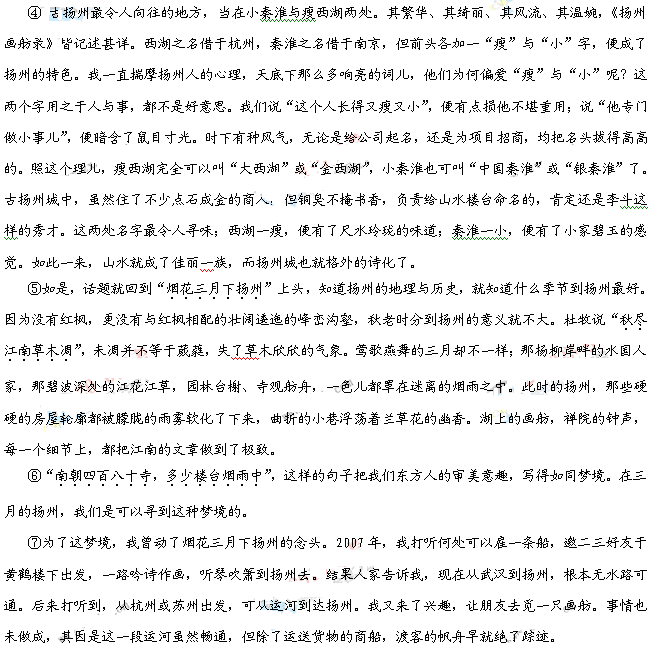 ④ 古扬州最令人向往的地方，当在小秦淮与瘦西湖两处。其繁华、其绮丽、其风流、其温婉，《扬州
画舫录》皆记述甚详。西湖之名借于杭州，秦淮之名借于南京，但前头各加一“瘦”与“小”字，便成了
扬州的特色。我一直揣摩扬州人的心理，天底下那么多响亮的词儿，他们为何偏爱“瘦”与“小”呢？这
两个字用之于人与事，都不是好意思。我们说“这个人长得又瘦又小”，便有点损他不堪重用；说“他专门
做小事儿”，便暗含了鼠目寸光。时下有种风气，无论是给公司起名，还是为项目招商，均把名头拔得高高
的。照这个理儿，瘦西湖完全可以叫“大西湖”或“金西湖”，小秦淮也可叫“中国秦淮”或“银秦淮”了。
古扬州城中，虽然住了不少点石成金的商人，但铜臭不掩书香，负责给山水楼台命名的，肯定还是李斗这
样的秀才。这两处名字最令人寻味；西湖一瘦，便有了尺水玲珑的味道；秦淮一小，便有了小家碧玉的感
觉。如此一来，山水就成了佳丽一族，而扬州城也就格外的诗化了。
⑤如是，话题就回到“烟花三月下扬州”上头，知道扬州的地理与历史，就知道什么季节到扬州最好。
因为没有红枫，更没有与红枫相配的壮阔逶迤的峰峦沟壑，秋老时分到扬州的意义就不大。杜牧说“秋尽
江南草木凋”，未凋并不等于葳蕤，失了草木欣欣的气象。莺歌燕舞的三月却不一样；那杨柳岸畔的水国人
家，那碧波深处的江花江草，园林台榭、寺观舫舟，一色儿都罩在迷离的烟雨之中。此时的扬州，那些硬
硬的房屋轮廓都被朦胧的雨雾软化了下来，曲折的小巷浮荡着兰草花的幽香。湖上的画舫，禅院的钟声，
每一个细节上，都把江南的文章做到了极致。
⑥“南朝四百八十寺，多少楼台烟雨中”，这样的句子把我们东方人的审美意趣，写得如同梦境。在三
月的扬州，我们是可以寻到这种梦境的。
⑦为了这梦境，我曾动了烟花三月下扬州的念头。2007 年，我打听何处可以雇一条船，邀二三好友于
黄鹤楼下出发，一路吟诗作画，听琴吹箫到扬州去。结果人家告诉我，现在从武汉到扬州，根本无水路可
通。后来打听到，从杭州或苏州出发，可从运河到达扬州。我又来了兴趣，让朋友去觅一只画舫。事情也
未做成，其因是这一段运河虽然畅通，但除了运送货物的商船，渡客的帆舟早就绝了踪迹。